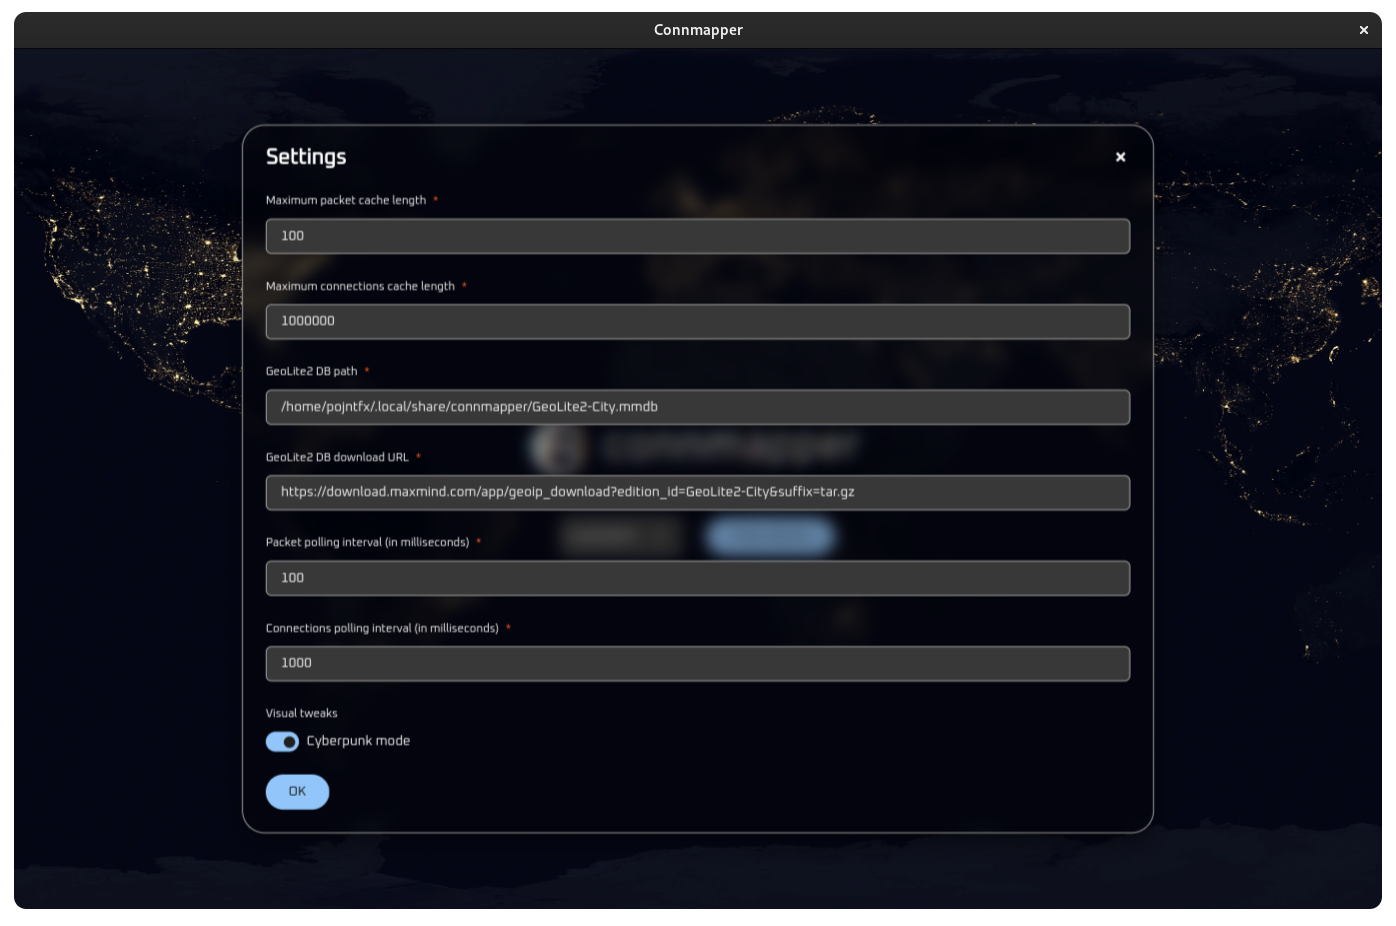 Connmapper
Settings
Maximum packet cache length *
100
Maximum connections cache length *
1000000
GeoLite2 DB path *
/home/pojntfx/.local/share/connmapper/GeoLite2-City.mmdb
connmapper
GeoLite2 DB download URL *
https://download.maxmind.com/app/geoip_download?edition_id=GeoLite2-City&suffix=tar.gz
Packet polling interval (in milliseconds) *
100
Connections polling interval (in milliseconds) *
1000
Visual tweaks
Cyberpunk mode
OK